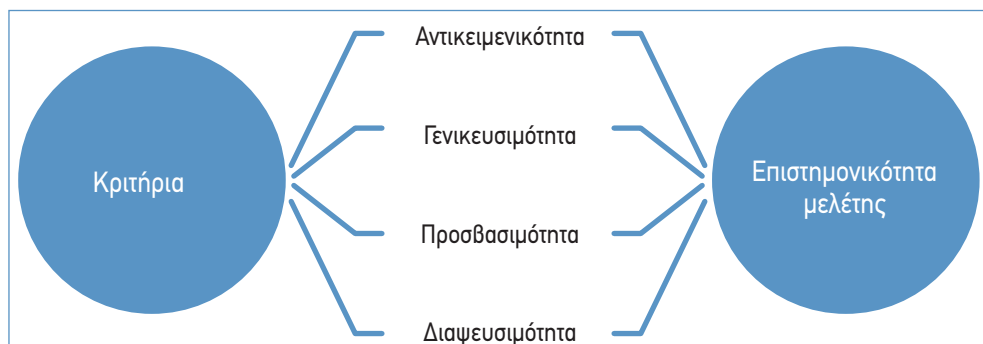 Κριτήρια
Αντικειμενικότητα
Γενικευσιμότητα
Προσβασιμότητα
Διαψευσιμότητα
Επιστημονικότητα
μελέτης